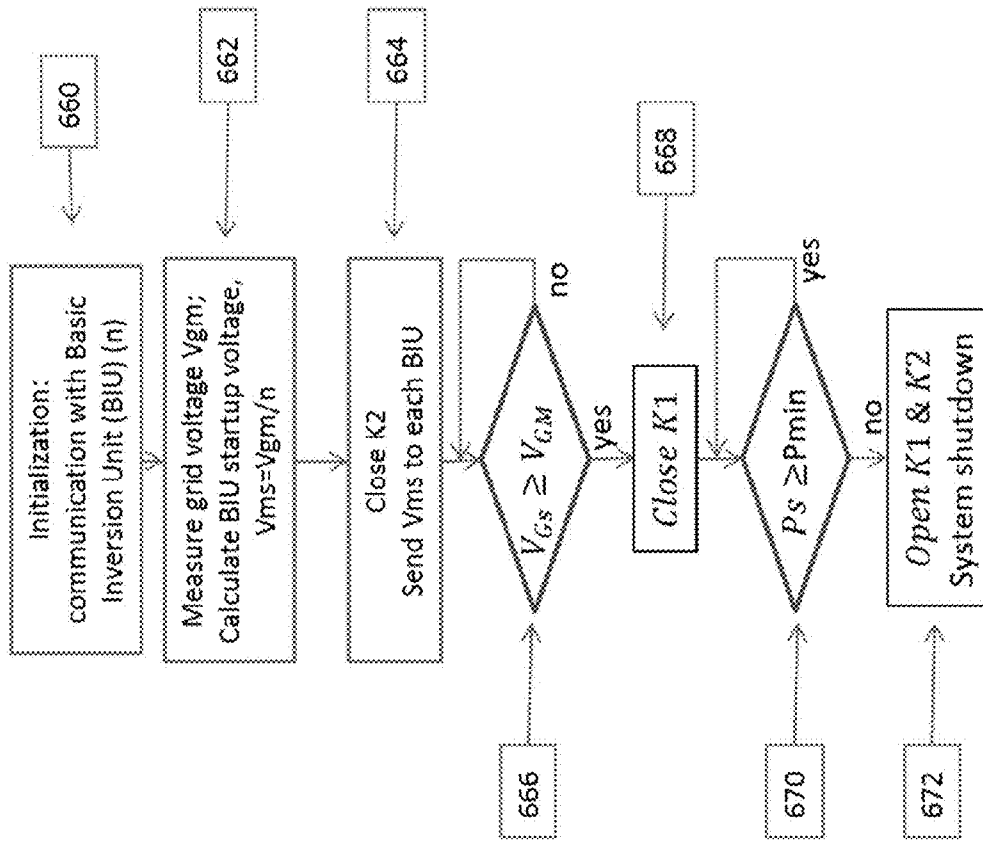 660
Initialization:
communication with Basic
Inversion Unit (BIU) (n)
662
Measure grid voltage Vgm;
Calculate BIU startup voltage,
Vms=Vgm/n
664
Close K2
Send Vms to each BIU
666
V_Gs ≥ V_GM
no
yes
668
Close K1
670
Ps ≥Pmin
yes
no
672
Open K1 & K2
System shutdown